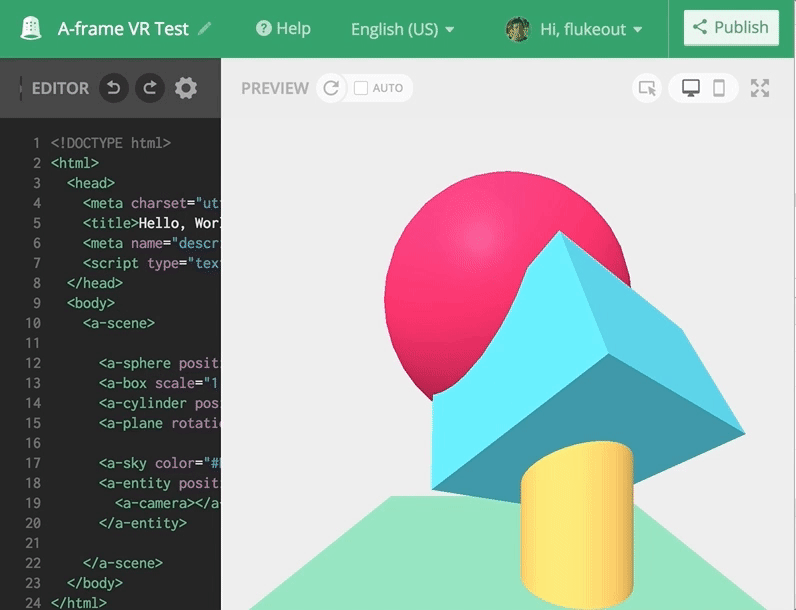 A-frame VR Test
Help
English (US)
Hi, flukeout
Publish
EDITOR
PREVIEW
AUTO
1 <!DOCTYPE html>
2 <html>
3 <head>
4 <meta charset="ut
5 <title>Hello, Worl
6 <meta name="descr
7 <script type="tex
8 </head>
9 <body>
10 <a-scene>
11
12 <a-sphere posit
13 <a-box scale="1
14 <a-cylinder pos
15 <a-plane rotati
16
17 <a-sky color="#
18 <a-entity posit
19 <a-camera></a
20 </a-entity>
21
22 </a-scene>
23 </body>
24 </html>